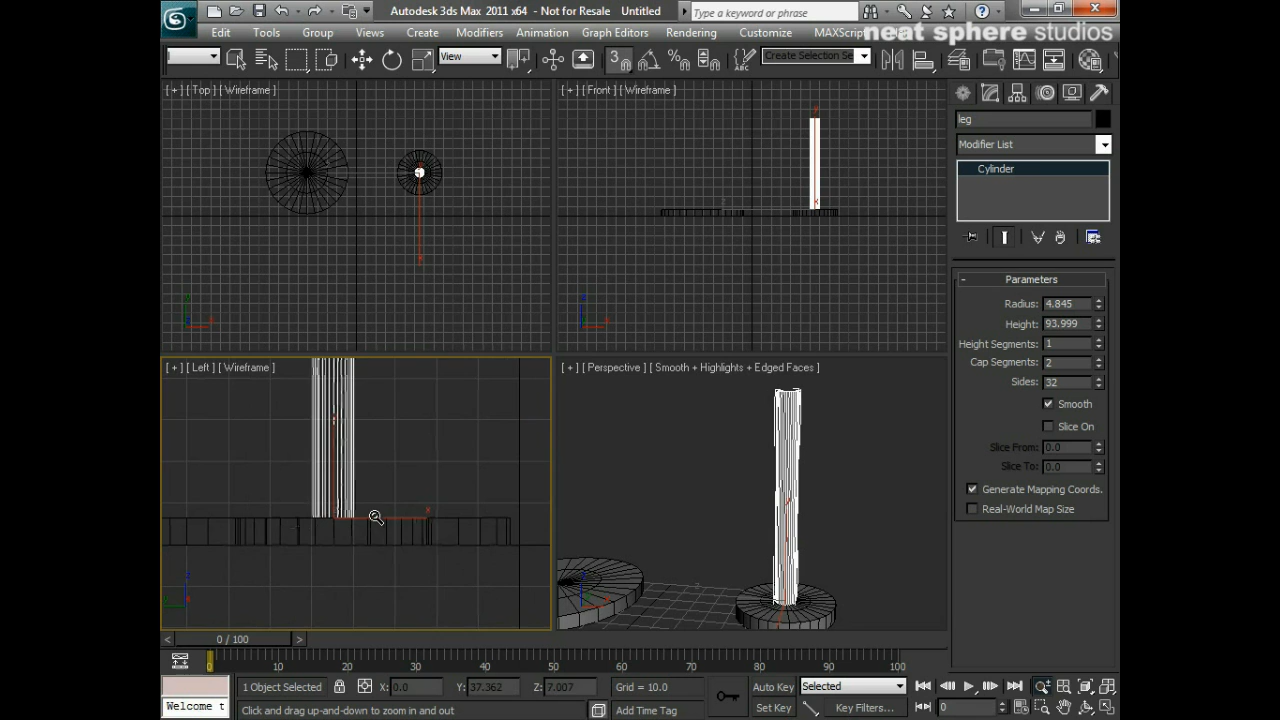 Autodesk 3ds Max 2011 x64 - Not for Resale Untitled
Type a keyword or phrase
Edit Tools Group Views Create Modifiers Animation Graph Editors Rendering Customize MAXScri
neat sphere studios
View
3
Create Selection Se
[ + ] [ Top ] [ Wireframe ]
[ + ] [ Front ] [ Wireframe ]
leg
Modifier List
Cylinder
Parameters
Radius: 4.845
Height: 93.999
Height Segments: 1
Cap Segments: 2
Sides: 32
Smooth
Slice On
Slice From: 0.0
Slice To: 0.0
Generate Mapping Coords.
Real-World Map Size
[ + ] [ Left ] [ Wireframe ]
[ + ] [ Perspective ] [ Smooth + Highlights + Edged Faces ]
< 0 / 100 >
0 10 20 30 40 50 60 70 80 90 100
1 Object Selected
X: 0.0
Y: 37.362
Z: 7.007
Grid = 10.0
Auto Key
Selected
Welcome t
Click and drag up-and-down to zoom in and out
Add Time Tag
Set Key
Key Filters...
0